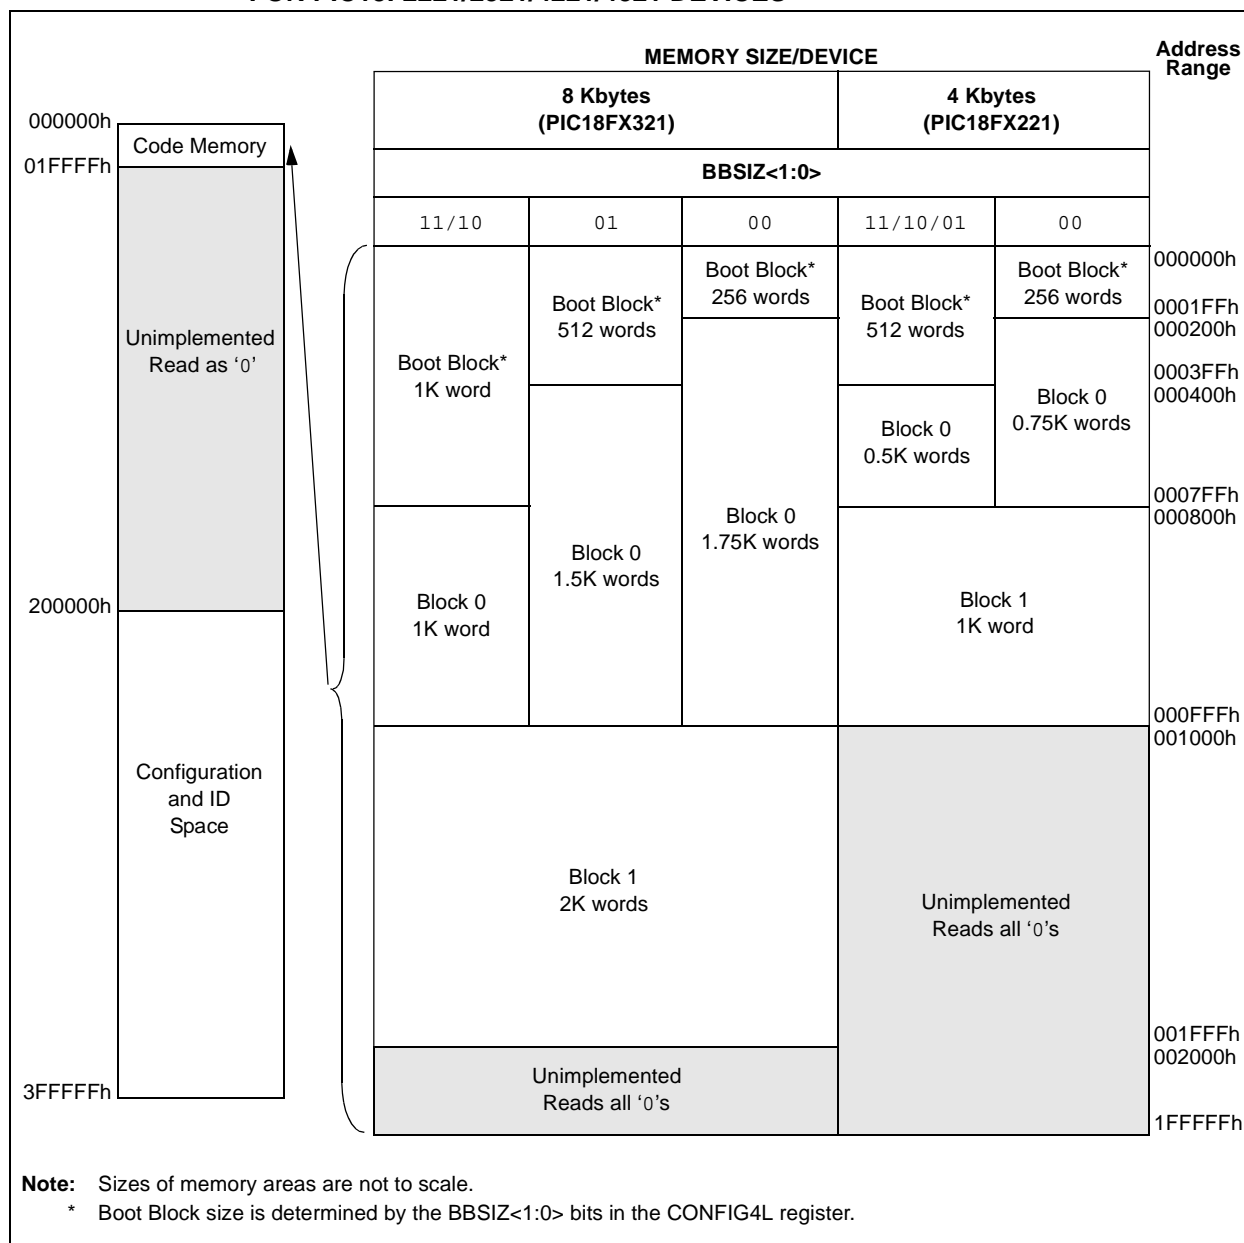 MEMORY SIZE/DEVICE
Address
Range
8 Kbytes
(PIC18FX321)
4 Kbytes
(PIC18FX221)
BBSIZ<1:0>
11/10
01
00
11/10/01
00
000000h
Code Memory
01FFFFh
Unimplemented
Read as ‘0’
200000h
Configuration
and ID
Space
3FFFFFh
Boot Block*
1K word
Block 0
1K word
Boot Block*
512 words
Block 0
1.5K words
Boot Block*
256 words
Block 0
1.75K words
Boot Block*
512 words
Block 0
0.5K words
Boot Block*
256 words
Block 0
0.75K words
Block 1
1K word
Block 1
2K words
Unimplemented
Reads all ‘0’s
Unimplemented
Reads all ‘0’s
000000h
0001FFh
000200h
0003FFh
000400h
0007FFh
000800h
000FFFh
001000h
001FFFh
002000h
1FFFFFh
Note: Sizes of memory areas are not to scale.
* Boot Block size is determined by the BBSIZ<1:0> bits in the CONFIG4L register.